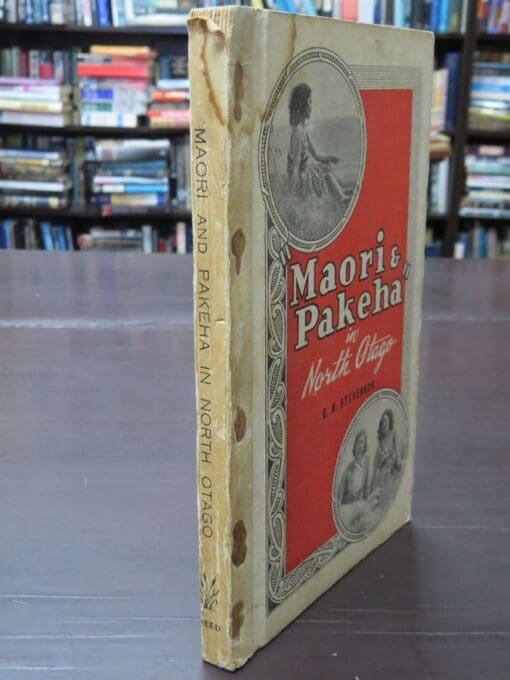 MAORI AND PAKEHA IN NORTH OTAGO
REED
"Maori &
Pakeha"
in
North Otago
G. B. STEVENSON